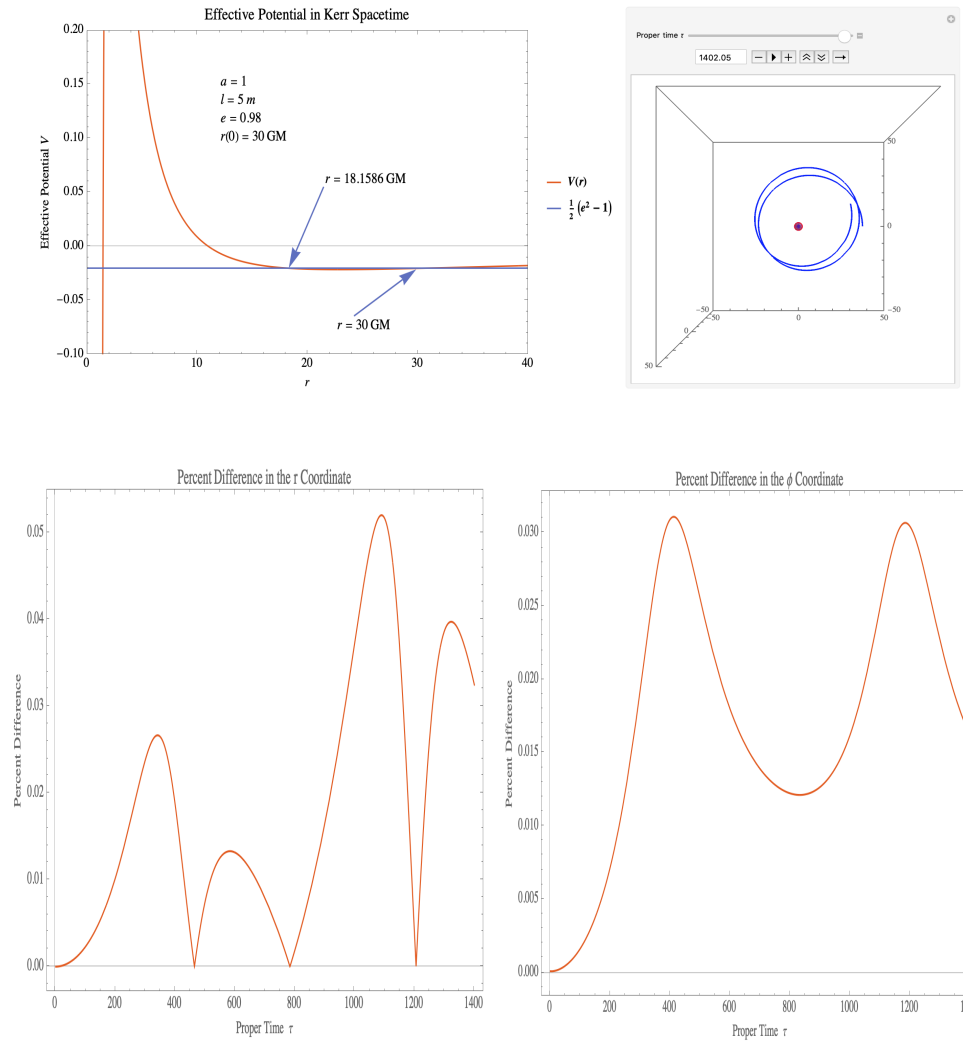 Effective Potential in Kerr Spacetime
0.20
0.15
0.10
0.05
0.00
-0.05
-0.10
Effective Potential V
a = 1
l = 5 m
e = 0.98
r(0) = 30 GM
r = 18.1586 GM
r = 30 GM
0
10
20
30
40
r
V(r)
1/2 (e² − 1)
Proper time τ
1402.05
50
0
-50
-50
-50
0
50
0
50
Percent Difference in the r Coordinate
0.05
0.04
0.03
0.02
0.01
0.00
Percent Difference
0
200
400
600
800
1000
1200
1400
Proper Time τ
Percent Difference in the ϕ Coordinate
0.030
0.025
0.020
0.015
0.010
0.005
0.000
Percent Difference
0
200
400
600
800
1000
1200
Proper Time τ